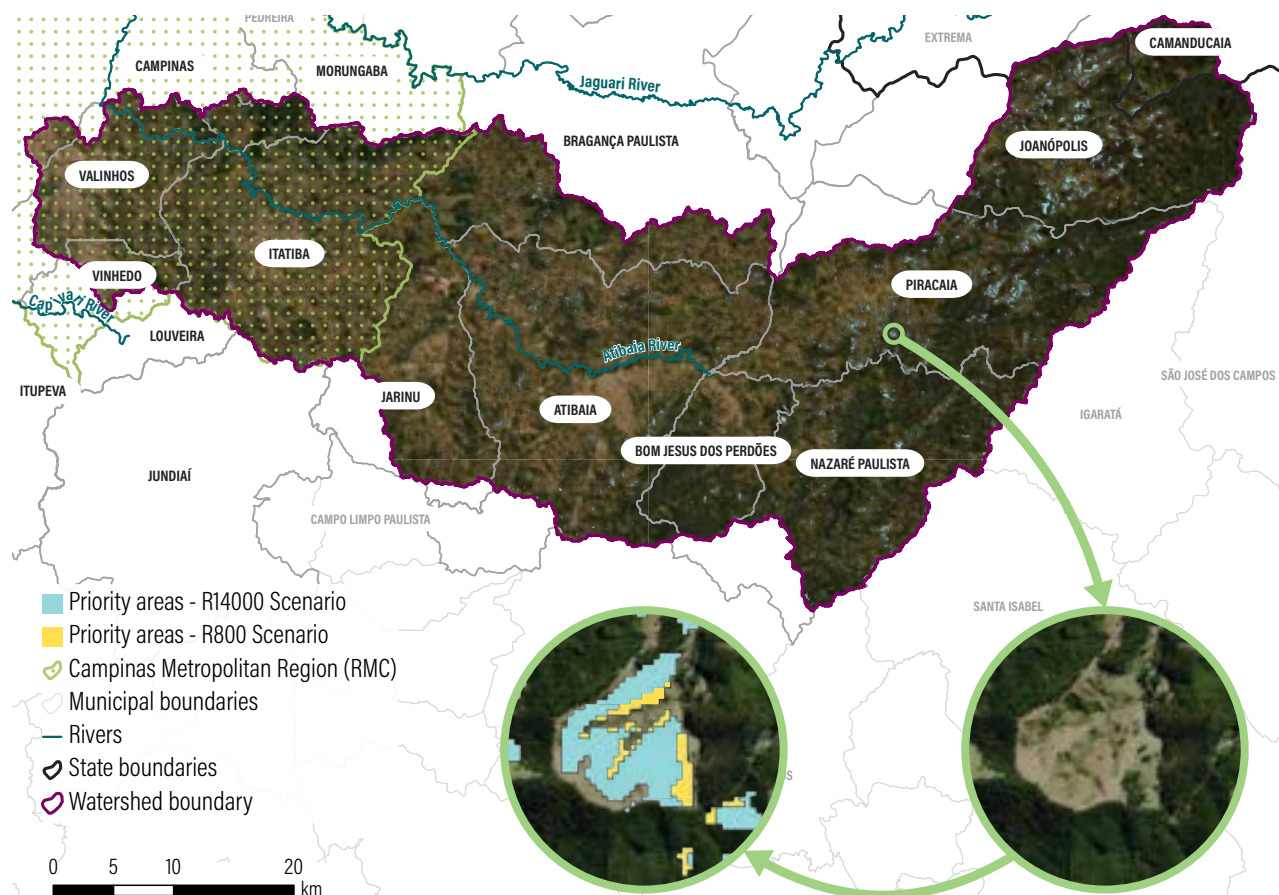 PEDREIRA
CAMPINAS
MORUNGABA
Jaguari River
EXTREMA
CAMANDUCAIA
BRAGANÇA PAULISTA
JOANÓPOLIS
VALINHOS
ITATIBA
VINHEDO
PIRACAIA
River
LOUVEIRA
Atibaia River
ITUPEVA
JARINU
ATIBAIA
SÃO JOSÉ DOS CAMPOS
IGARATÁ
BOM JESUS DOS PERDÕES
NAZARÉ PAULISTA
JUNDIAÍ
CAMPO LIMPO PAULISTA
SANTA ISABEL
Priority areas - R14000 Scenario
Priority areas - R800 Scenario
Campinas Metropolitan Region (RMC)
Municipal boundaries
Rivers
State boundaries
Watershed boundary
0 5 10 20
km